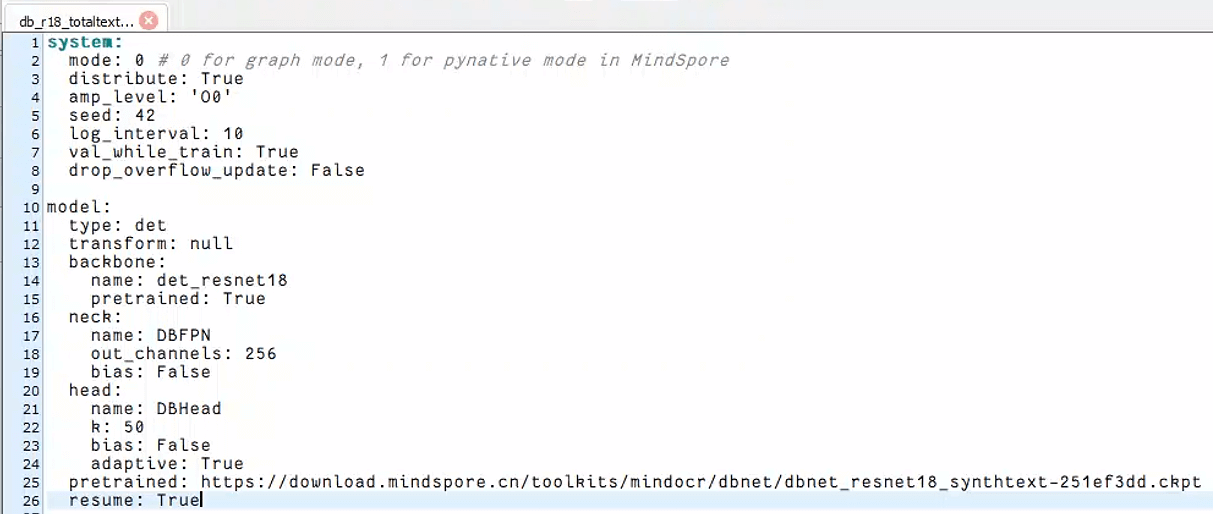 db_r18_totaltext...
1 system:
2   mode: 0 # 0 for graph mode, 1 for pynative mode in MindSpore
3   distribute: True
4   amp_level: 'O0'
5   seed: 42
6   log_interval: 10
7   val_while_train: True
8   drop_overflow_update: False
9
10 model:
11   type: det
12   transform: null
13   backbone:
14     name: det_resnet18
15     pretrained: True
16   neck:
17     name: DBFPN
18     out_channels: 256
19     bias: False
20   head:
21     name: DBHead
22     k: 50
23     bias: False
24     adaptive: True
25   pretrained: https://download.mindspore.cn/toolkits/mindocr/dbnet/dbnet_resnet18_synthtext-251ef3dd.ckpt
26   resume: True